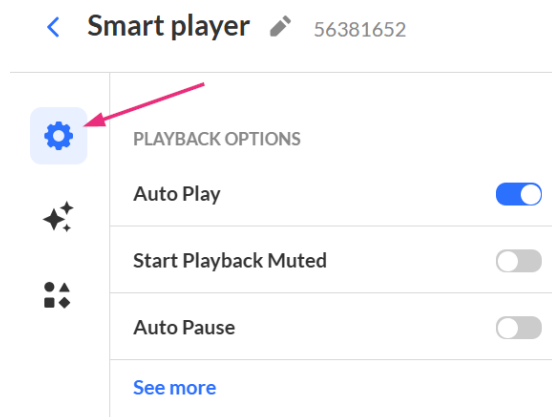 Smart player 56381652
PLAYBACK OPTIONS
Auto Play
Start Playback Muted
Auto Pause
See more